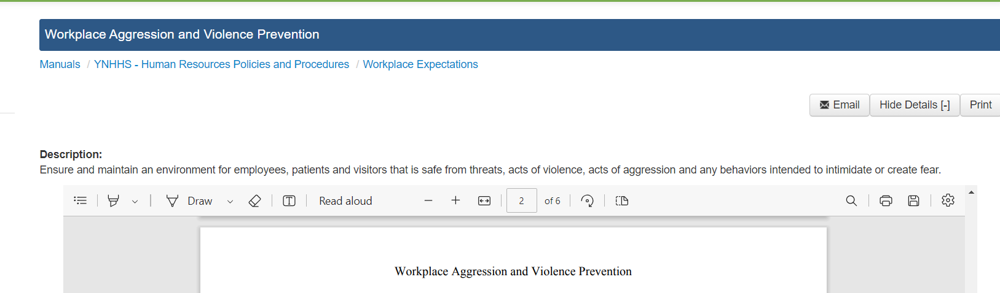 Workplace Aggression and Violence Prevention
Manuals / YNHHS - Human Resources Policies and Procedures / Workplace Expectations
Email Hide Details [-] Print
Description:
Ensure and maintain an environment for employees, patients and visitors that is safe from threats, acts of violence, acts of aggression and any behaviors intended to intimidate or create fear.
Draw Read aloud 2 of 6
Workplace Aggression and Violence Prevention